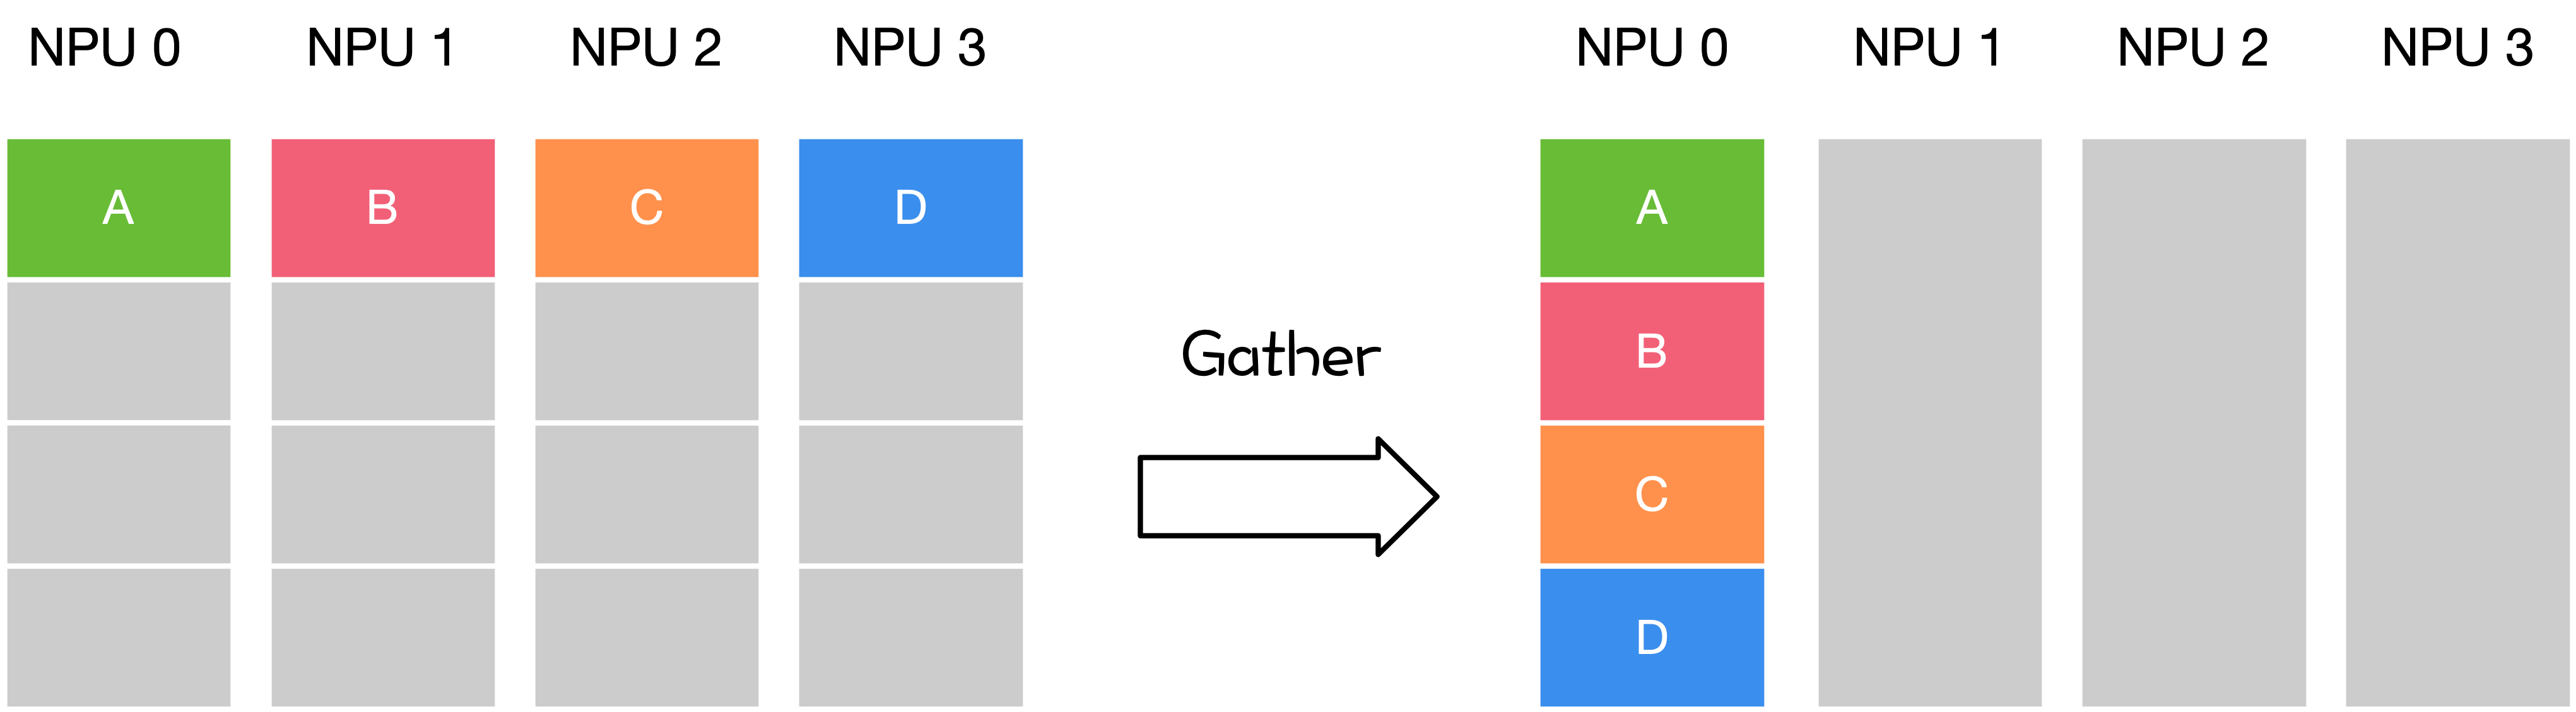 NPU 0 NPU 1 NPU 2 NPU 3 NPU 0 NPU 1 NPU 2 NPU 3
A B C D A
B
Gather
C
D